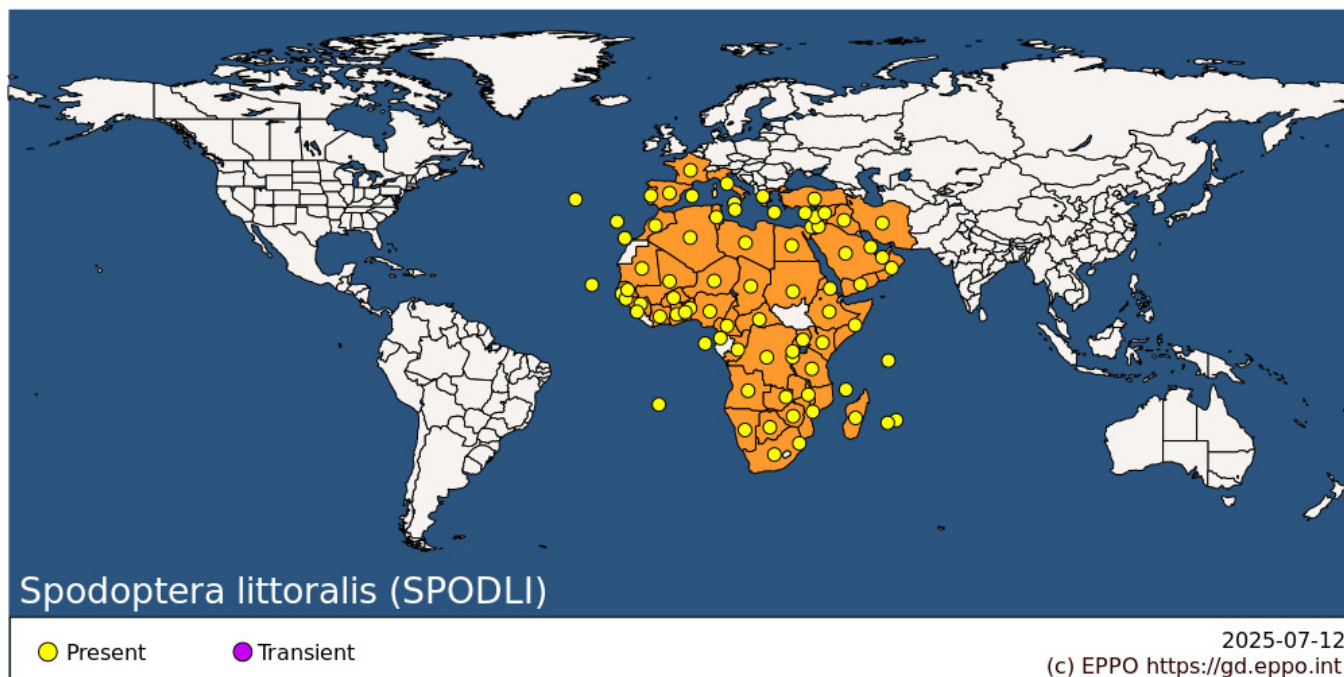 Spodoptera littoralis (SPODLI)
Present
Transient
2025-07-12
(c) EPPO https://gd.eppo.int